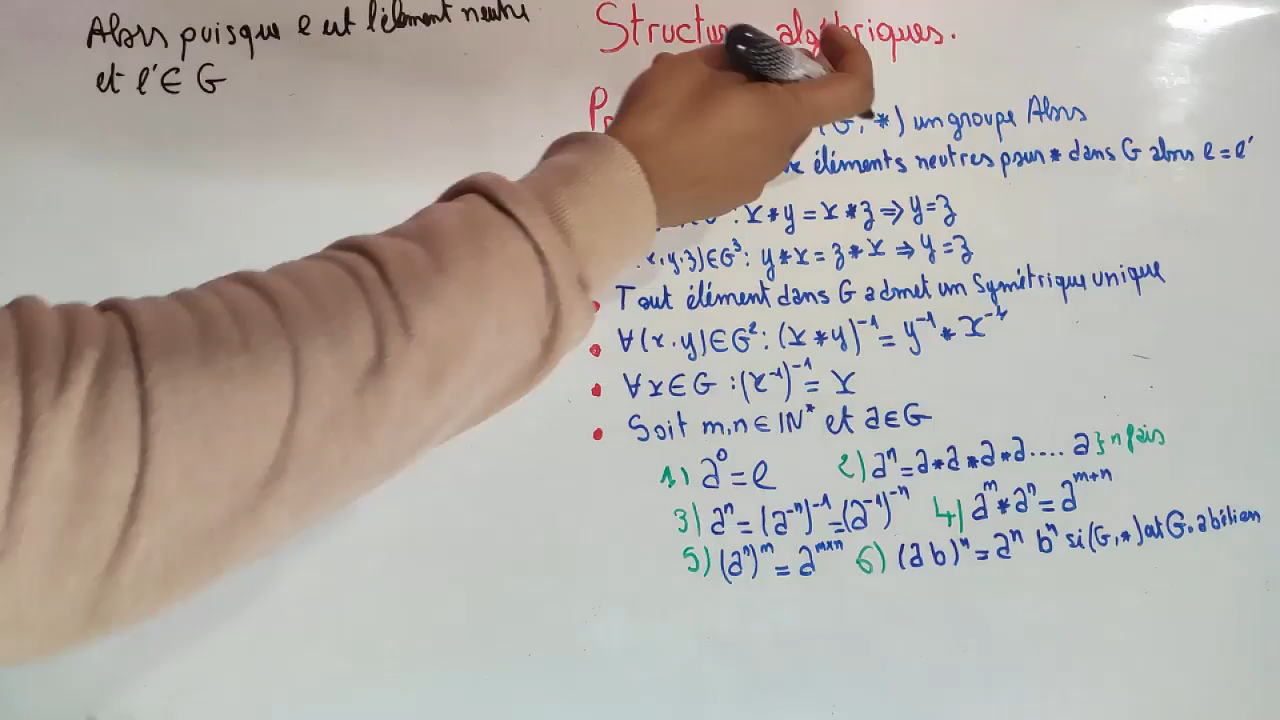 Alors puisque e est l'élément neutre
et e' ∈ G
Structures algébriques.
(G, *) un groupe Alors
éléments neutres pour * dans G alors e = e'
: x * y = x * z ⇒ y = z
x, y, z) ∈ G³ : y * x = z * x ⇒ y = z
• Tout élément dans G admet un Symétrique unique
• ∀(x, y) ∈ G² : (x * y)⁻¹ = y⁻¹ * x⁻¹
• ∀x ∈ G : (x⁻¹)⁻¹ = x
• Soit m, n ∈ IN* et a ∈ G
1) a⁰ = e 2) aⁿ = a * a * a * a .... a } n fois
3) aⁿ = (a⁻ⁿ)⁻¹ = (a⁻¹)⁻ⁿ 4) aᵐ * aⁿ = aᵐ⁺ⁿ
5) (aⁿ)ᵐ = aᵐˣⁿ 6) (a b)ⁿ = aⁿ bⁿ si (G, *) est G. abélien